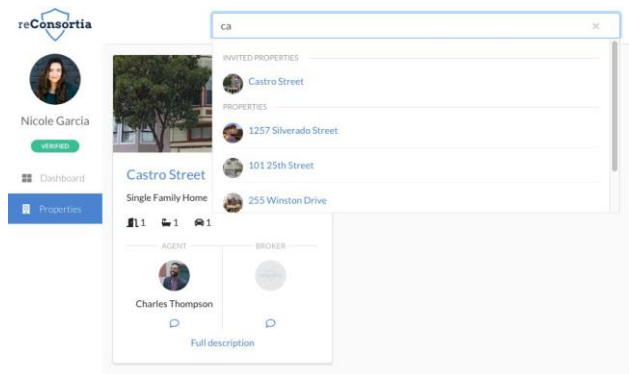 reConsortia
ca
INVITED PROPERTIES
Castro Street
PROPERTIES
1257 Silverado Street
101 25th Street
255 Winston Drive
Nicole Garcia
VERIFIED
Dashboard
Properties
Castro Street
Single Family Home
1 1 1
AGENT BROKER
Charles Thompson
Full description